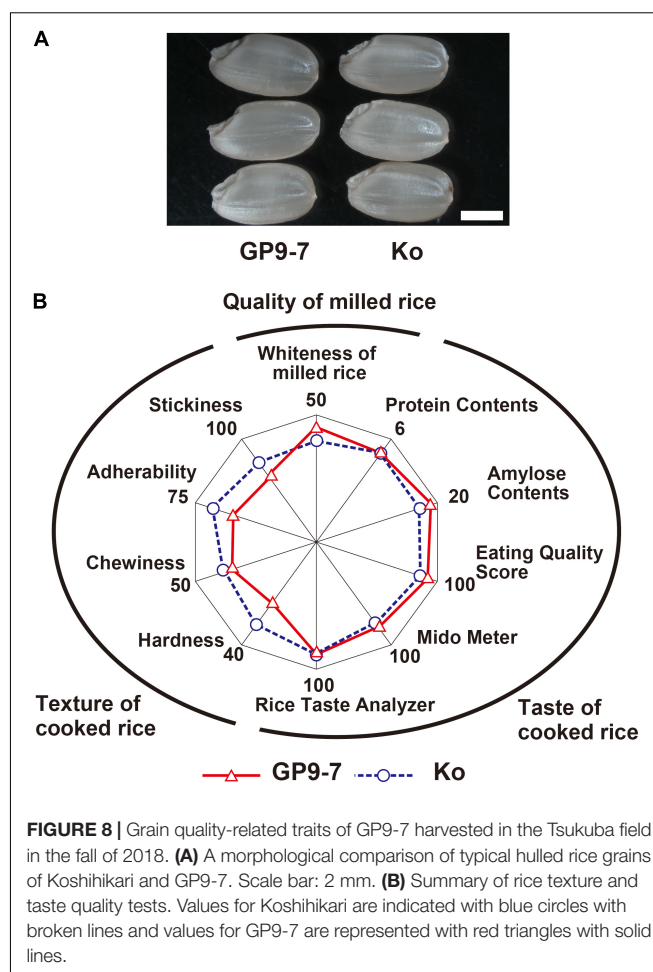 A
GP9-7 Ko
B
Quality of milled rice
Whiteness of
milled rice
50
Protein Contents
6
Amylose
Contents
20
Eating Quality
Score
100
Mido Meter
100
Rice Taste Analyzer
100
Hardness
40
Chewiness
50
Adherability
75
Stickiness
100
Texture of
cooked rice
Taste of
cooked rice
GP9-7 Ko
FIGURE 8 | Grain quality-related traits of GP9-7 harvested in the Tsukuba field
in the fall of 2018. (A) A morphological comparison of typical hulled rice grains
of Koshihikari and GP9-7. Scale bar: 2 mm. (B) Summary of rice texture and
taste quality tests. Values for Koshihikari are indicated with blue circles with
broken lines and values for GP9-7 are represented with red triangles with solid
lines.